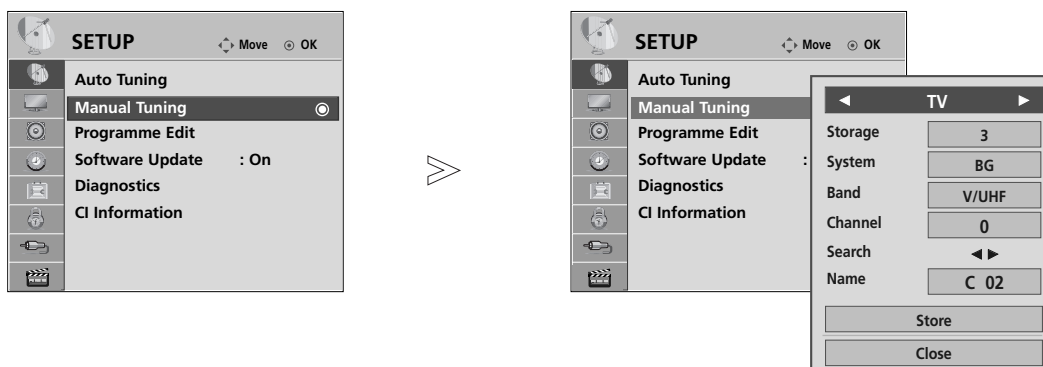 SETUP Move OK
Auto Tuning
Manual Tuning
Programme Edit
Software Update : On
Diagnostics
CI Information
SETUP Move OK
Auto Tuning
Manual Tuning
Programme Edit
Software Update :
Diagnostics
CI Information
TV
Storage 3
System BG
Band V/UHF
Channel 0
Search
Name C 02
Store
Close